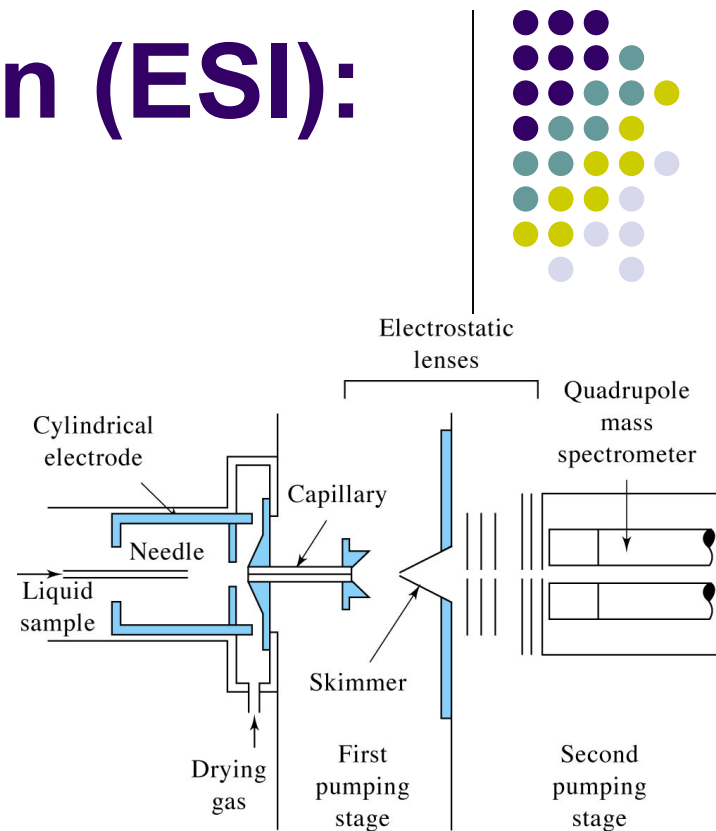 n (ESI):
Electrostatic
lenses
Quadrupole
mass
spectrometer
Cylindrical
electrode
Capillary
Needle
Liquid
sample
Skimmer
Drying
gas
First
pumping
stage
Second
pumping
stage